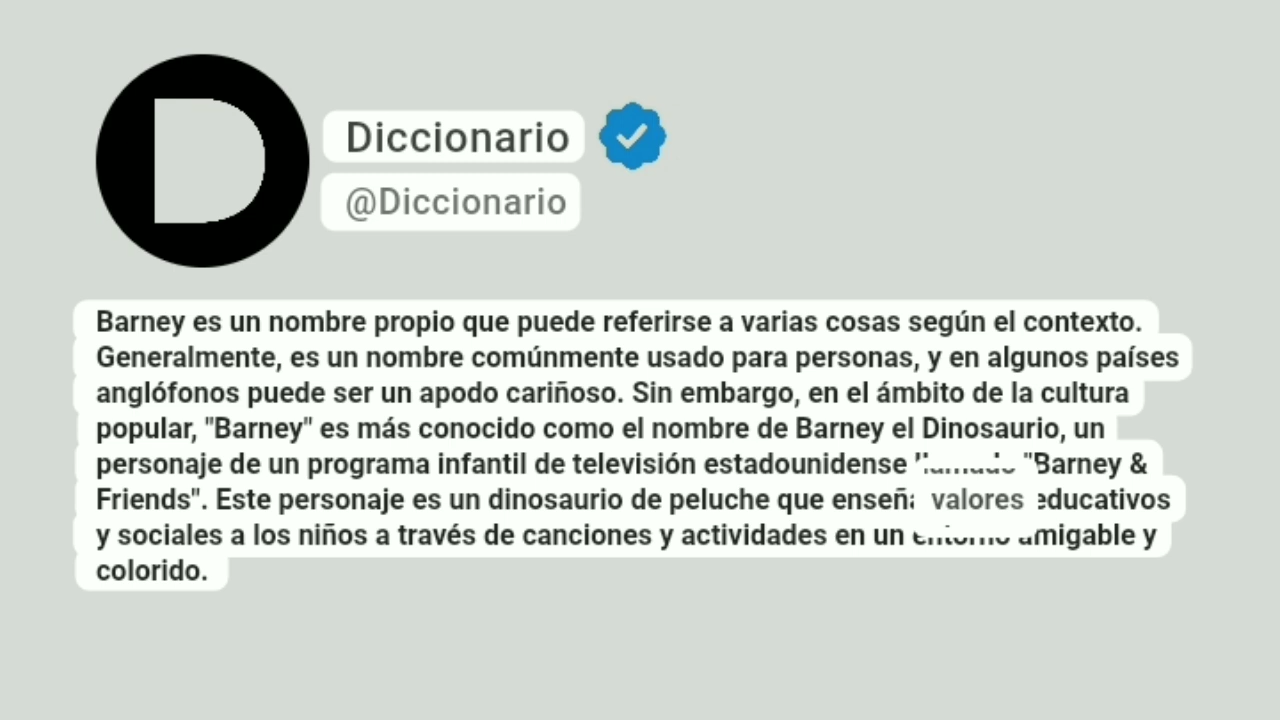 D
Diccionario
@Diccionario
Barney es un nombre propio que puede referirse a varias cosas según el contexto.
Generalmente, es un nombre comúnmente usado para personas, y en algunos países
anglófonos puede ser un apodo cariñoso. Sin embargo, en el ámbito de la cultura
popular, "Barney" es más conocido como el nombre de Barney el Dinosaurio, un
personaje de un programa infantil de televisión estadounidense llamado "Barney &
Friends". Este personaje es un dinosaurio de peluche que enseña valores educativos
y sociales a los niños a través de canciones y actividades en un entorno amigable y
colorido.